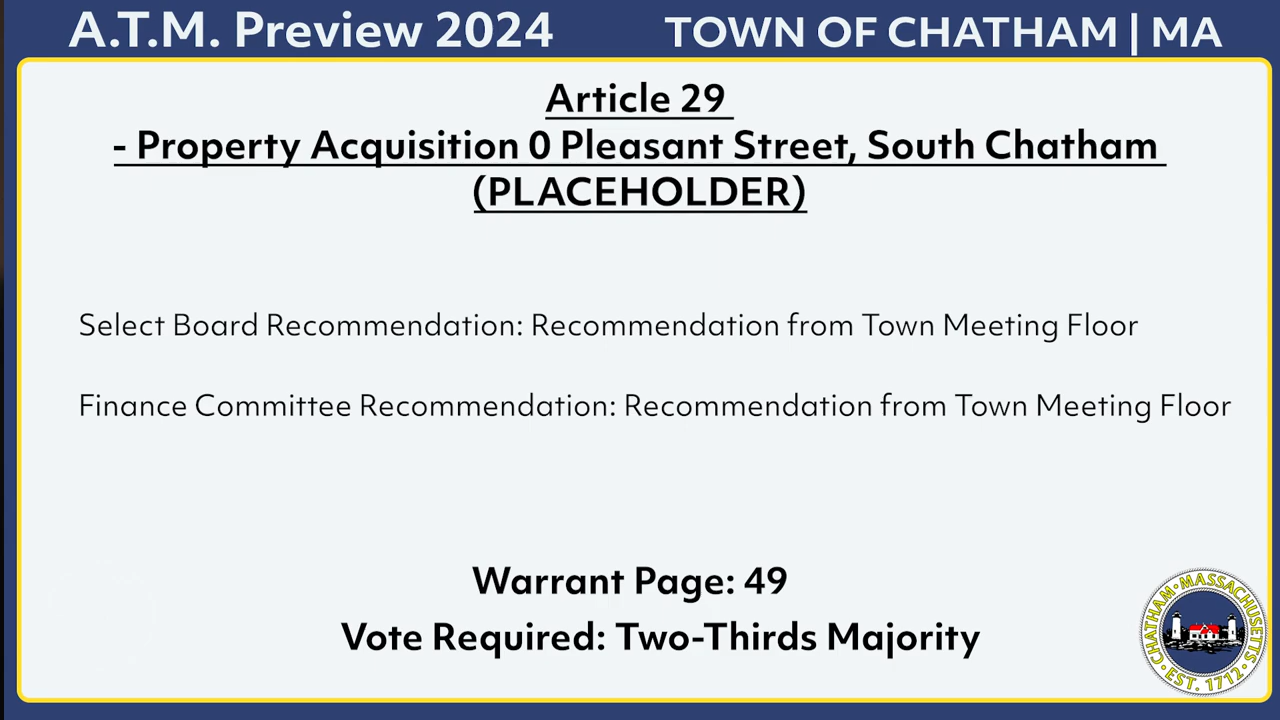 A.T.M. Preview 2024
TOWN OF CHATHAM | MA
Article 29
- Property Acquisition 0 Pleasant Street, South Chatham
(PLACEHOLDER)
Select Board Recommendation: Recommendation from Town Meeting Floor
Finance Committee Recommendation: Recommendation from Town Meeting Floor
Warrant Page: 49
Vote Required: Two-Thirds Majority
CHATHAM, MASSACHUSETS
EST. 1712